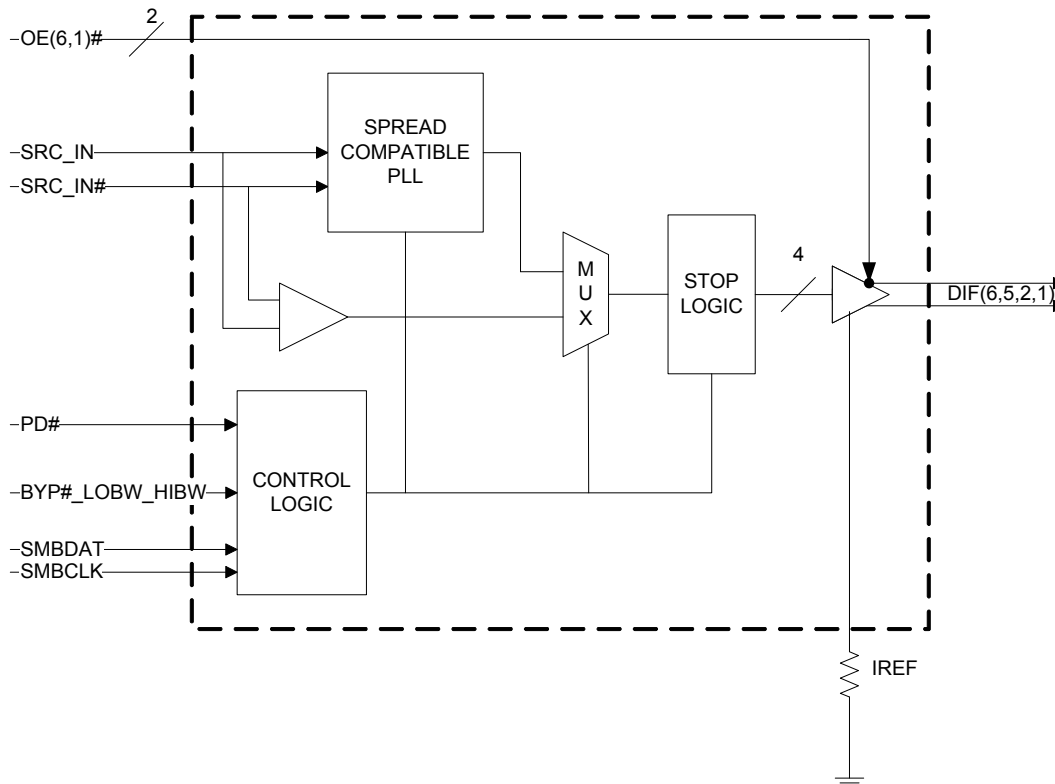 2
OE(6,1)#
SPREAD
COMPATIBLE
PLL
SRC_IN
SRC_IN#
MUX
STOP
LOGIC
4
DIF(6,5,2,1)
PD#
CONTROL
LOGIC
BYP#_LOBW_HIBW
SMBDAT
SMBCLK
IREF